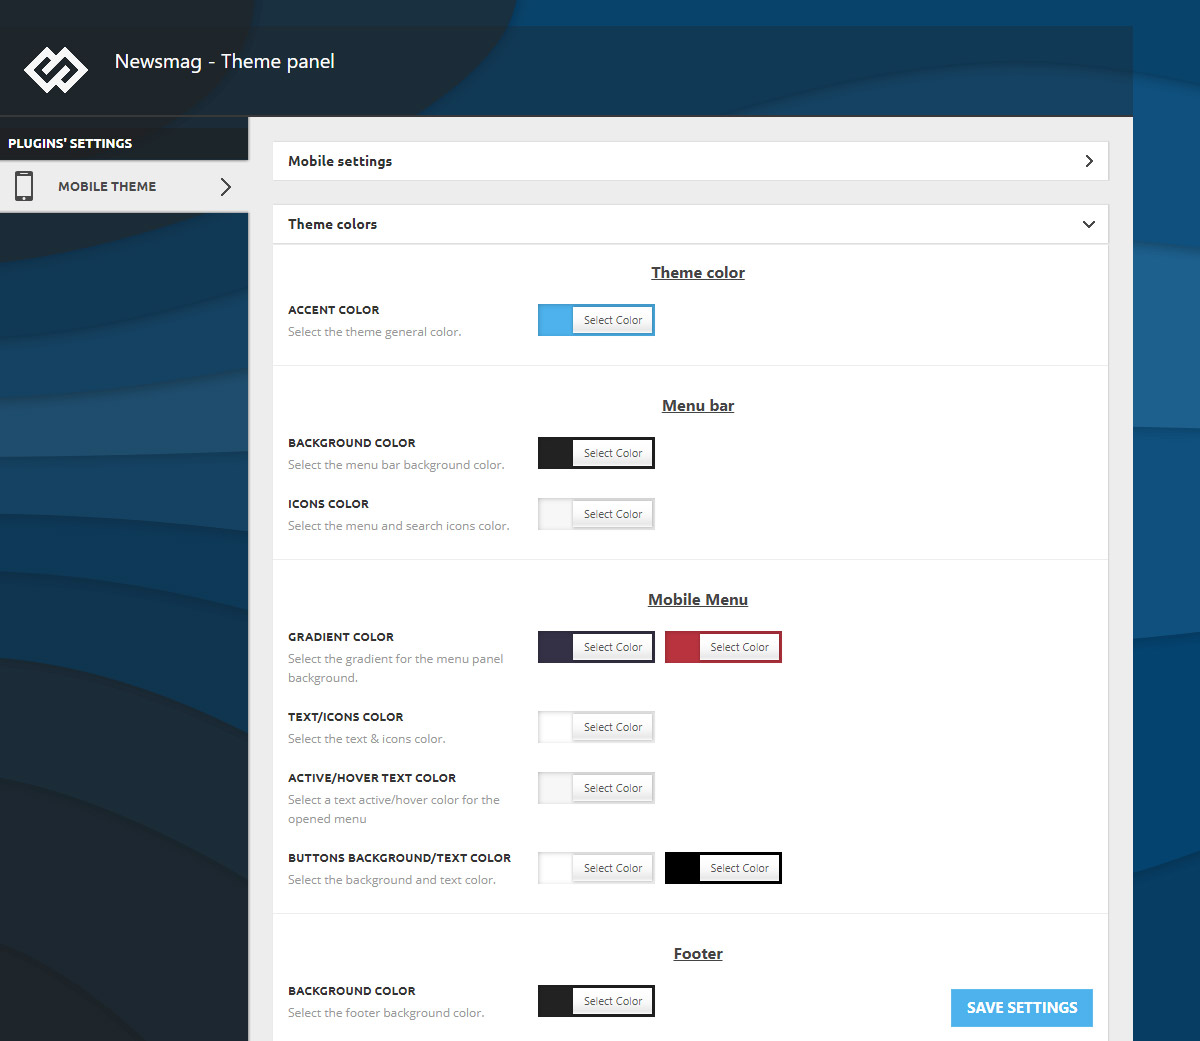 Newsmag - Theme panel
PLUGINS' SETTINGS
MOBILE THEME
Mobile settings
Theme colors
Theme color
ACCENT COLOR
Select the theme general color.
Select Color
Menu bar
BACKGROUND COLOR
Select the menu bar background color.
Select Color
ICONS COLOR
Select the menu and search icons color.
Select Color
Mobile Menu
GRADIENT COLOR
Select the gradient for the menu panel
background.
Select Color
Select Color
TEXT/ICONS COLOR
Select the text & icons color.
Select Color
ACTIVE/HOVER TEXT COLOR
Select a text active/hover color for the
opened menu
Select Color
BUTTONS BACKGROUND/TEXT COLOR
Select the background and text color.
Select Color
Select Color
Footer
BACKGROUND COLOR
Select the footer background color.
Select Color
SAVE SETTINGS